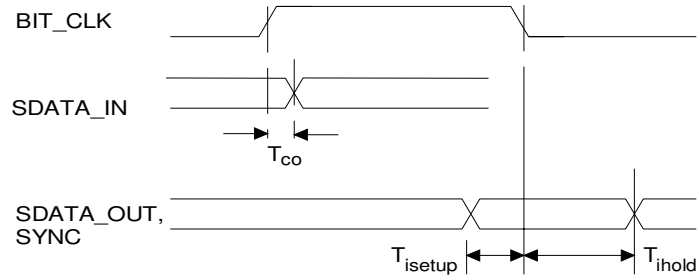 BIT_CLK
SDATA_IN
Tco
SDATA_OUT,
SYNC
Tisetup
Tihold